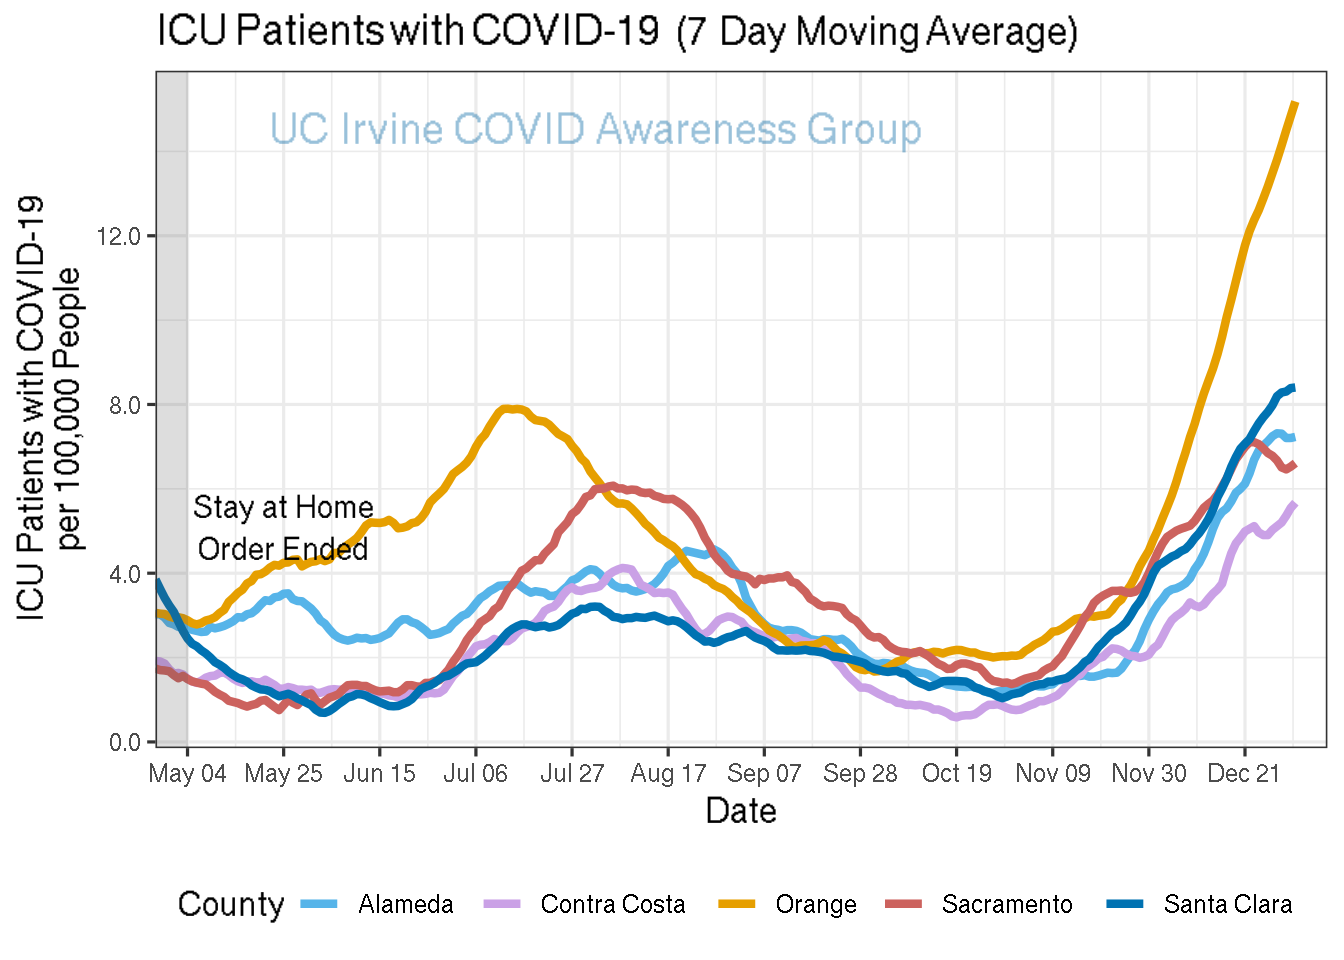 ICU Patients with COVID-19 (7 Day Moving Average)
UC Irvine COVID Awareness Group
ICU Patients with COVID-19
per 100,000 People
12.0
8.0
4.0
0.0
Stay at Home
Order Ended
May 04 May 25 Jun 15 Jul 06 Jul 27 Aug 17 Sep 07 Sep 28 Oct 19 Nov 09 Nov 30 Dec 21
Date
County Alameda Contra Costa Orange Sacramento Santa Clara